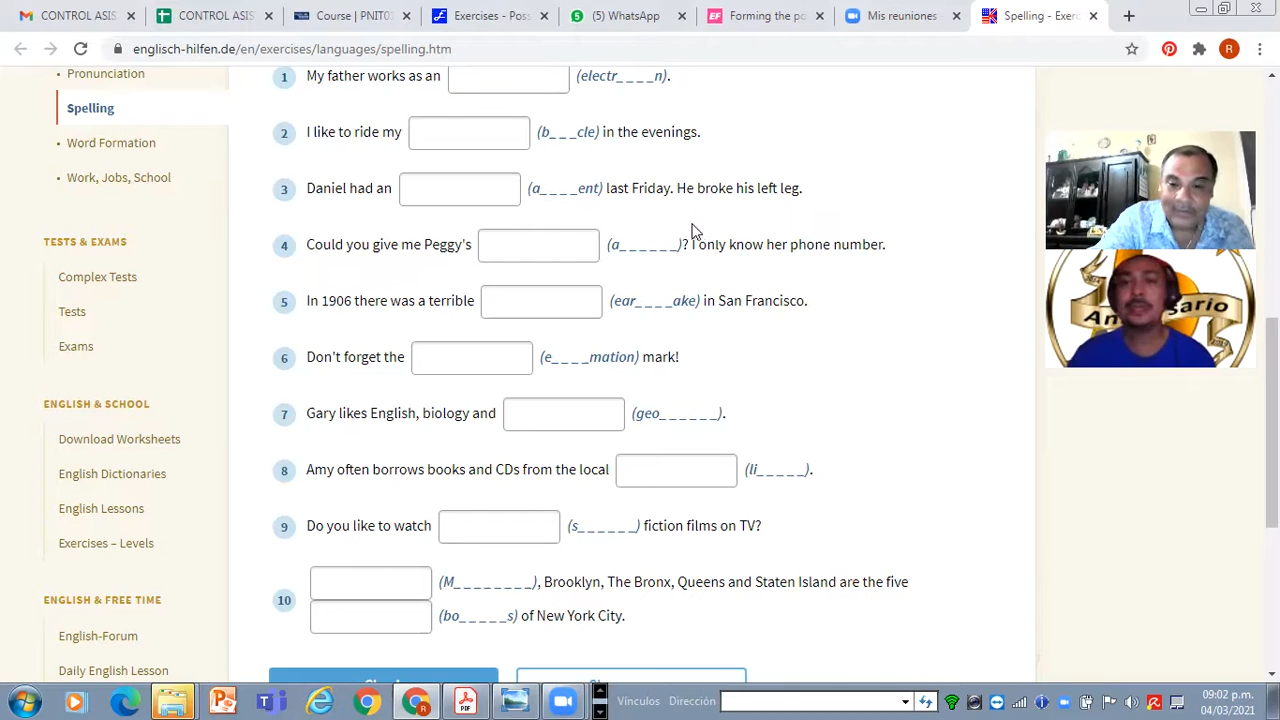 CONTROL ASIS
CONTROL ASIS
Course | PNITO
Exercises - Pos
(5) WhatsApp
EF Forming the po
Mis reuniones -
Spelling - Exerc
englisch-hilfen.de/en/exercises/languages/spelling.htm
R
Pronunciation
Spelling
Word Formation
Work, Jobs, School
TESTS & EXAMS
Complex Tests
Tests
Exams
ENGLISH & SCHOOL
Download Worksheets
English Dictionaries
English Lessons
Exercises – Levels
ENGLISH & FREE TIME
English-Forum
Daily English Lesson
1 My father works as an (electr_ _ _ _n).
2 I like to ride my (b_ _ _cle) in the evenings.
3 Daniel had an (a_ _ _ _ent) last Friday. He broke his left leg.
4 Could you give me Peggy's (a_ _ _ _ _ _)? I only know her phone number.
5 In 1906 there was a terrible (ear_ _ _ _ake) in San Francisco.
6 Don't forget the (e_ _ _ _mation) mark!
7 Gary likes English, biology and (geo_ _ _ _ _ _).
8 Amy often borrows books and CDs from the local (li_ _ _ _ _).
9 Do you like to watch (s_ _ _ _ _ _) fiction films on TV?
10 (M_ _ _ _ _ _ _ _), Brooklyn, The Bronx, Queens and Staten Island are the five
(bo_ _ _ _ _s) of New York City.
Vínculos Dirección
09:02 p.m.
04/03/2021